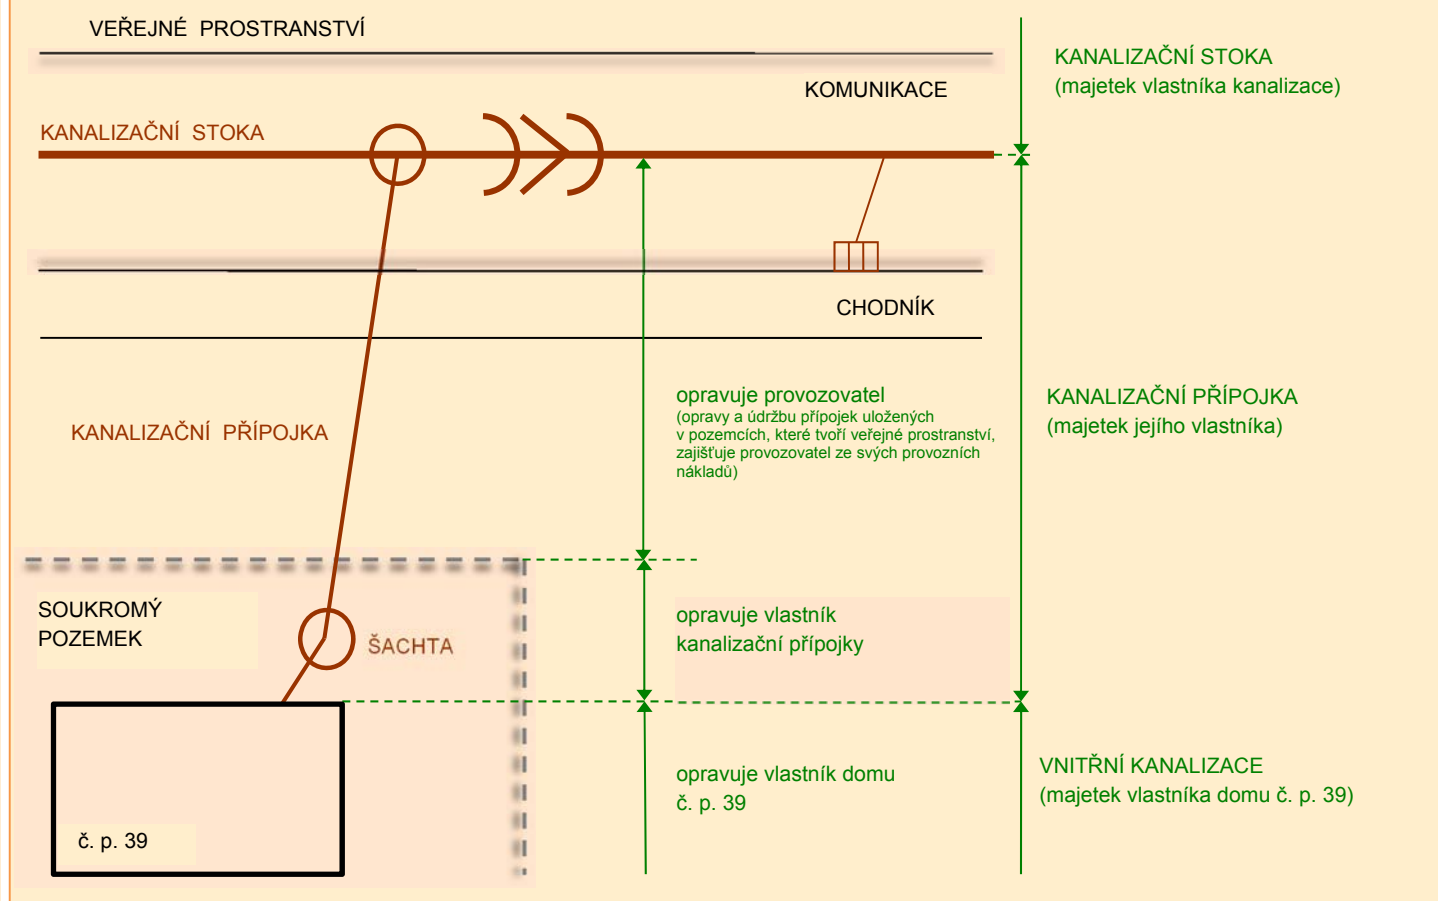 VEŘEJNÉ PROSTRANSTVÍ
KANALIZAČNÍ STOKA
(majetek vlastníka kanalizace)
KOMUNIKACE
KANALIZAČNÍ STOKA
CHODNÍK
opravuje provozovatel
(opravy a údržbu přípojek uložených
v pozemcích, které tvoří veřejné prostranství,
zajišťuje provozovatel ze svých provozních
nákladů)
KANALIZAČNÍ PŘÍPOJKA
(majetek jejího vlastníka)
KANALIZAČNÍ PŘÍPOJKA
SOUKROMÝ
POZEMEK
ŠACHTA
opravuje vlastník
kanalizační přípojky
opravuje vlastník domu
č. p. 39
VNITŘNÍ KANALIZACE
(majetek vlastníka domu č. p. 39)
č. p. 39